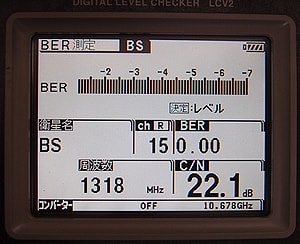 DIGITAL LEVEL CHECKER LCV2
BER測定 BS
-2 -3 -4 -5 -6 -7
BER
決定:レベル
衛星名 ch R BER
BS 15 0.00
周波数 C/N
1318 MHz 22.1 dB
コンバーター OFF 10.678GHz